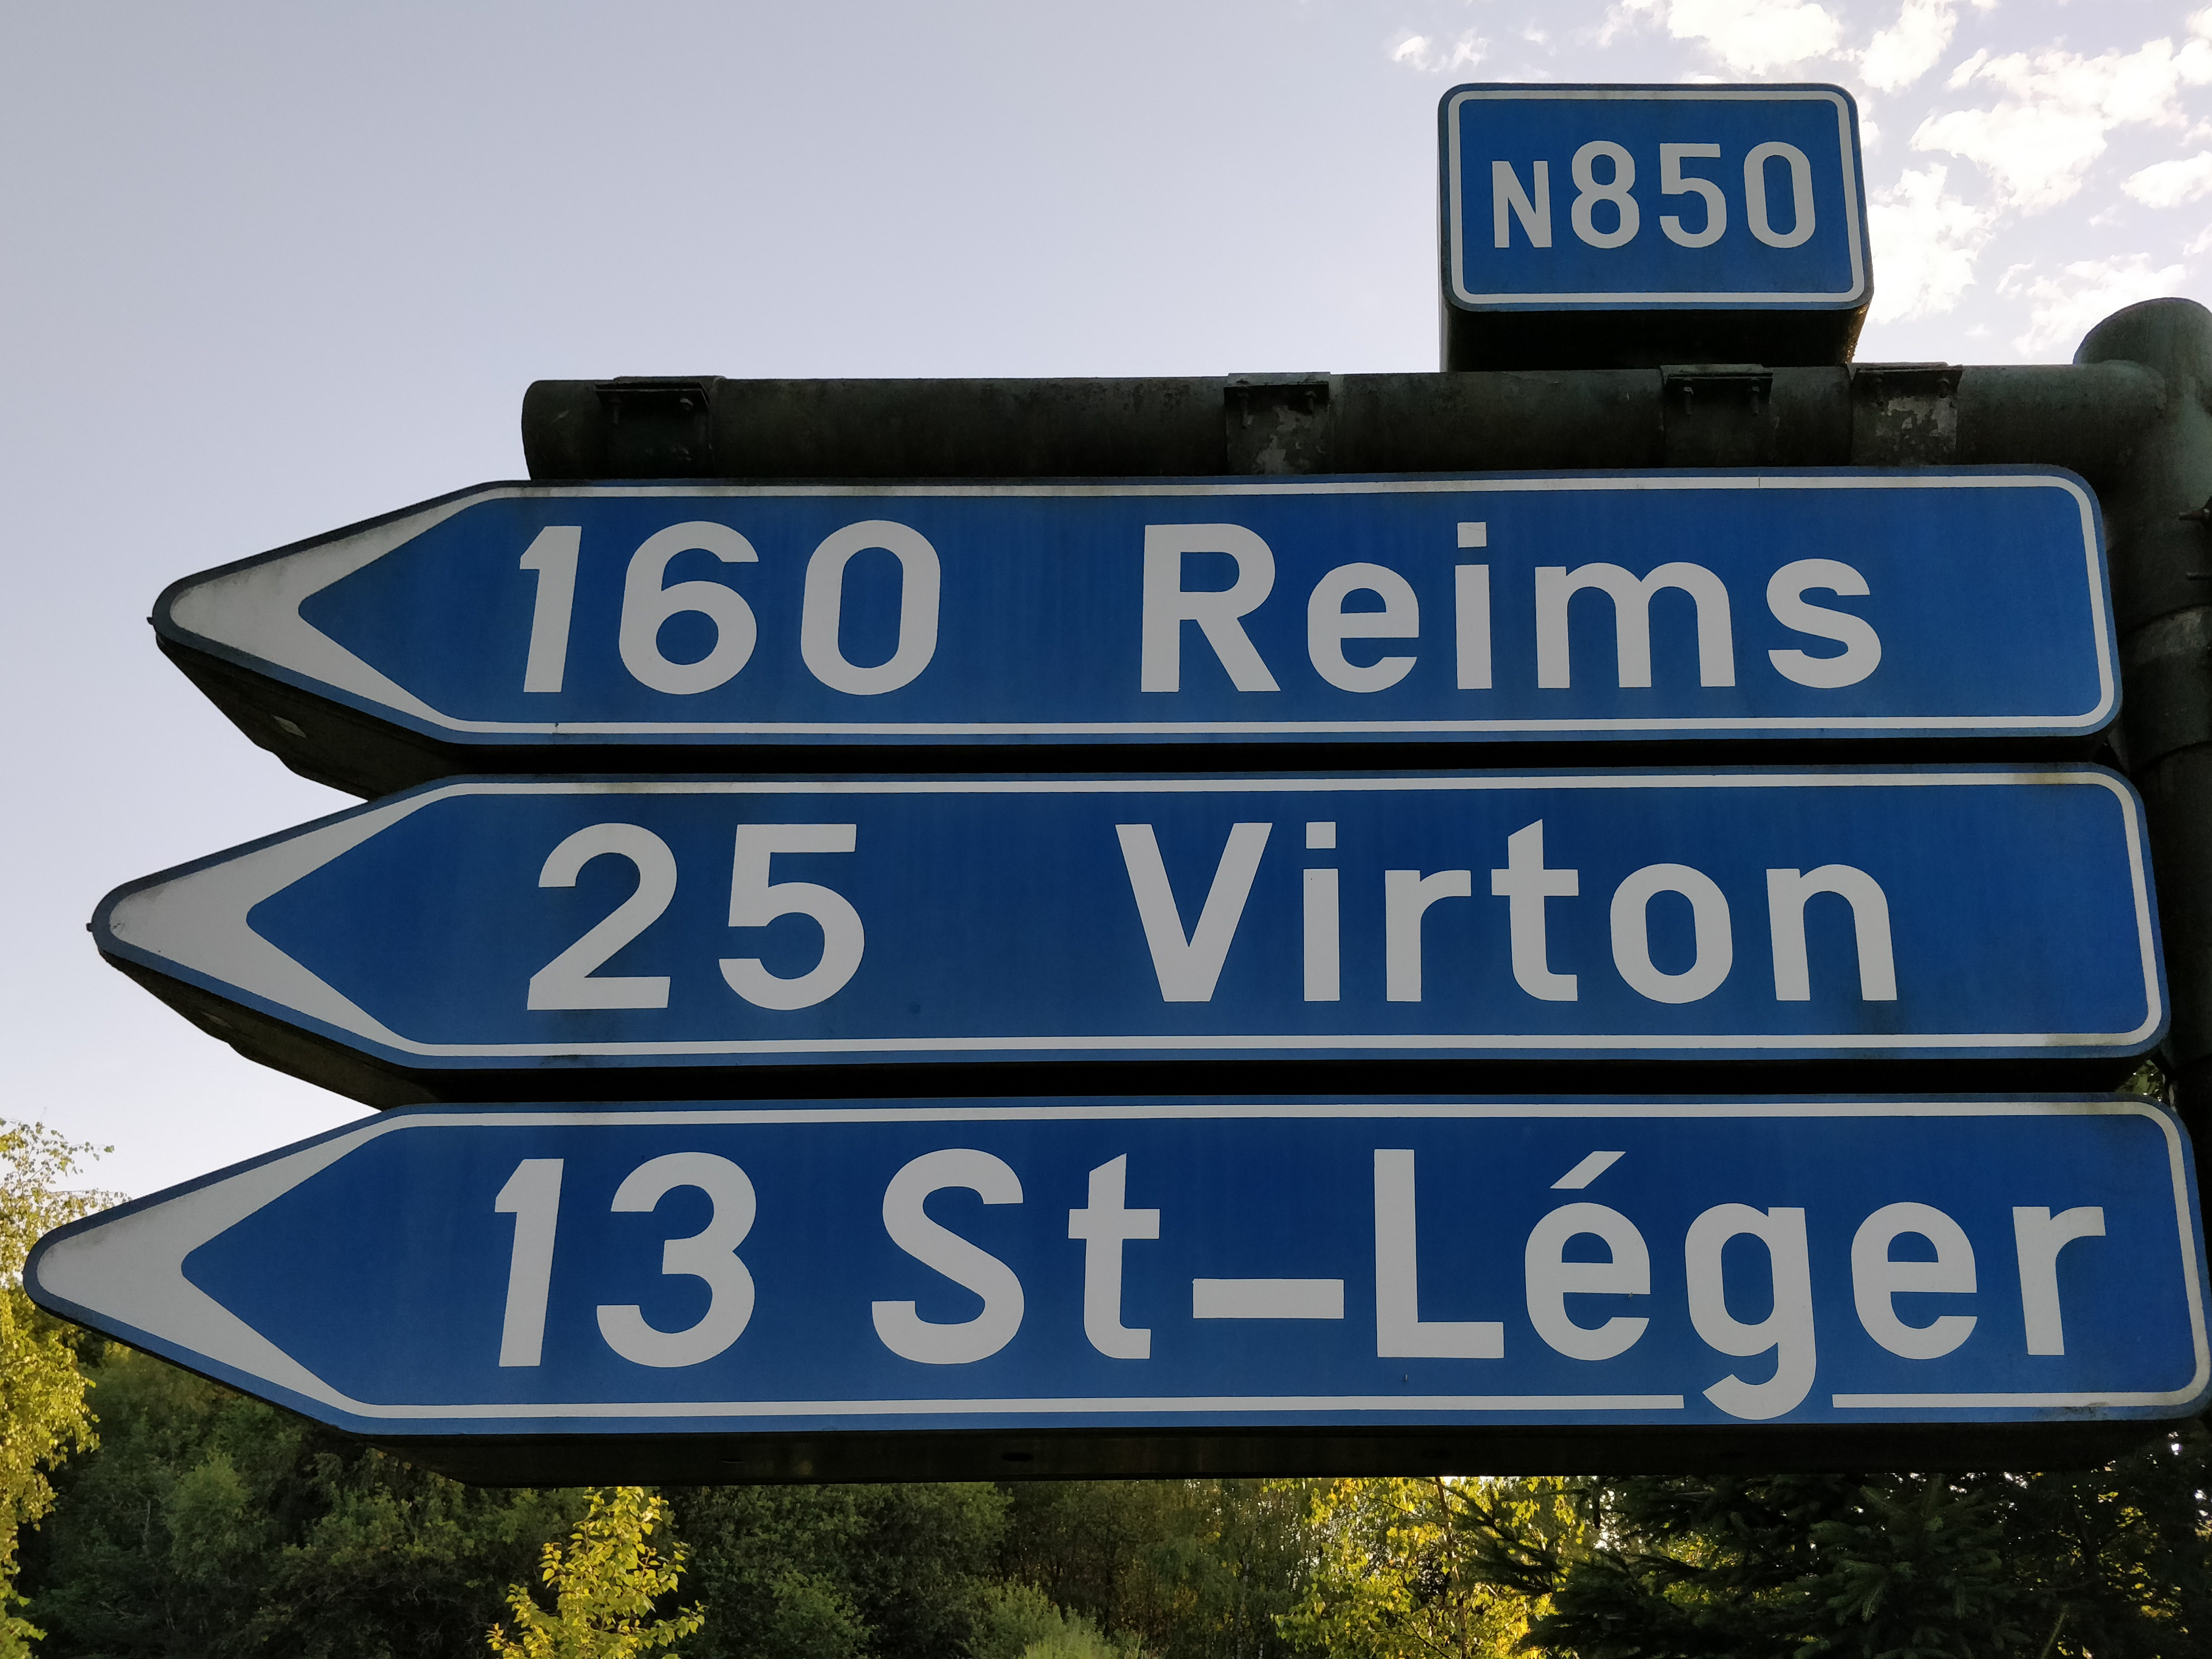 N850
160 Reims
25 Virton
13 St-Léger